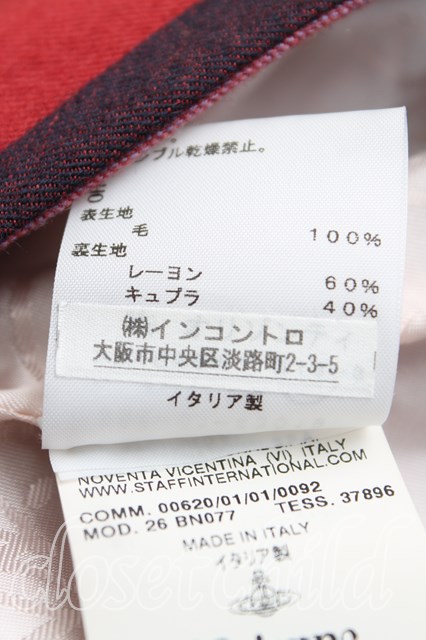 ンブル乾燥禁止。
表生地
毛 100%
裏生地
レーヨン 60%
キュプラ 40%
㈱インコントロ
大阪市中央区淡路町2-3-5
イタリア製
NOVENTA VICENTINA (VI) ITALY
WWW.STAFFINTERNATIONAL.COM
COMM. 00620/01/01/0092
MOD. 26 BN077 TESS. 37896
MADE IN ITALY
イタリア製
closet child